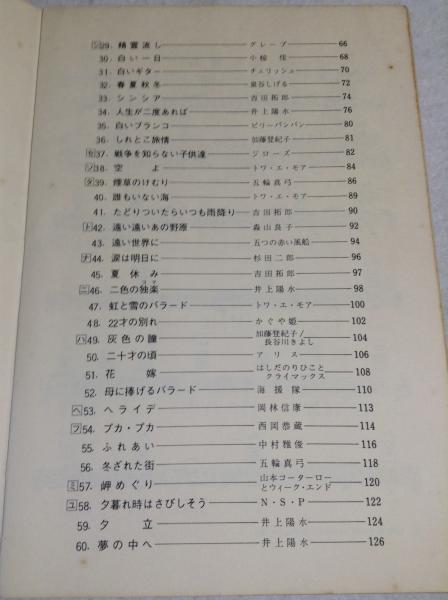 シ 29. 精霊流し グレープ 66
30. 白い一日 小椋佳 68
31. 白いギター チェリッシュ 70
32. 春夏秋冬 泉谷しげる 72
33. シンシア 吉田拓郎 74
34. 人生が二度あれば 井上陽水 76
35. 白いブランコ ビリーバンバン 80
36. しれとこ旅情 加藤登紀子 81
セ 37. 戦争を知らない子供達 ジローズ 82
ソ 38. 空よ トワ・エ・モア 84
タ 39. 煙草のけむり 五輪真弓 86
40. 誰もいない海 トワ・エ・モア 89
41. たどりついたらいつも雨降り 吉田拓郎 90
ト 42. 遠い遠いあの野原 森山良子 92
43. 遠い世界に 五つの赤い風船 94
ナ 44. 涙は明日に 杉田二郎 96
45. 夏休み 吉田拓郎 97
ニ 46. 二色の独楽 井上陽水 98
47. 虹と雪のバラード トワ・エ・モア 100
48. 22才の別れ かぐや姫 102
ハ 49. 灰色の瞳 加藤登紀子/長谷川きよし 104
50. 二十才の頃 アリス 106
51. 花嫁 はしだのりひことクライマックス 108
52. 母に捧げるバラード 海援隊 110
ヘ 53. ヘライデ 岡林信康 113
フ 54. プカ・プカ 西岡恭蔵 114
55. ふれあい 中村雅俊 116
56. 冬ざれた街 五輪真弓 118
ミ 57. 岬めぐり 山本コータローとウィーク・エンド 120
ユ 58. 夕暮れ時はさびしそう N・S・P 122
59. 夕立 井上陽水 124
60. 夢の中へ 井上陽水 126